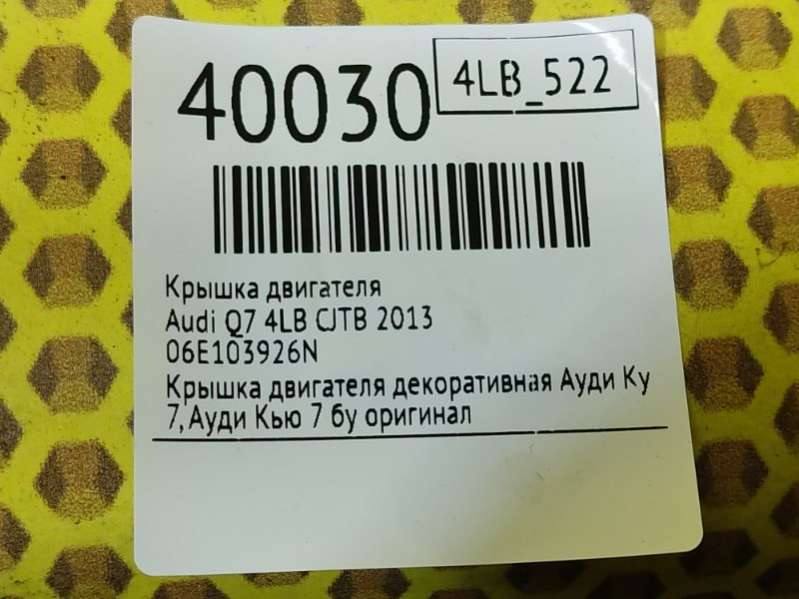 40030
4LB_522
Крышка двигателя
Audi Q7 4LB CJTB 2013
06E103926N
Крышка двигателя декоративная Ауди Ку
7, Ауди Кью 7 бу оригинал